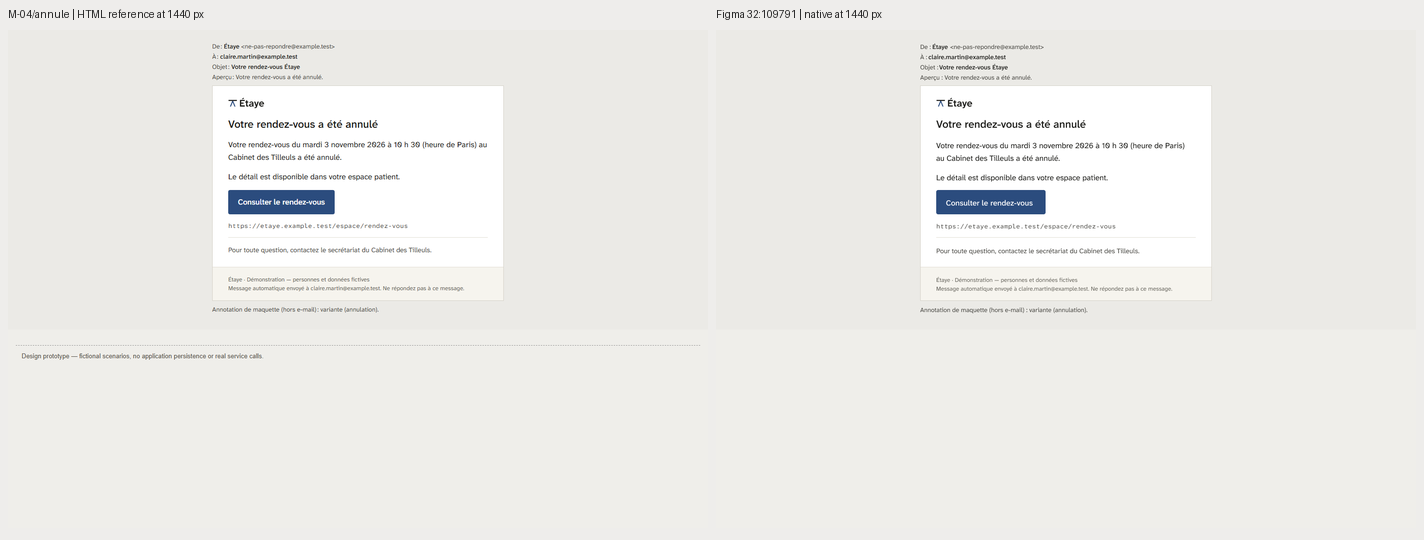 M-04/annule | HTML reference at 1440 px
De : Étaye <ne-pas-repondre@example.test>
À : claire.martin@example.test
Objet : Votre rendez-vous Étaye
Aperçu : Votre rendez-vous a été annulé.
Étaye
Votre rendez-vous a été annulé
Votre rendez-vous du mardi 3 novembre 2026 à 10 h 30 (heure de Paris) au
Cabinet des Tilleuls a été annulé.
Le détail est disponible dans votre espace patient.
Consulter le rendez-vous
https://etaye.example.test/espace/rendez-vous
Pour toute question, contactez le secrétariat du Cabinet des Tilleuls.
Étaye · Démonstration — personnes et données fictives
Message automatique envoyé à claire.martin@example.test. Ne répondez pas à ce message.
Annotation de maquette (hors e-mail) : variante (annulation).
Design prototype — fictional scenarios, no application persistence or real service calls.
Figma 32:109791 | native at 1440 px
De : Étaye <ne-pas-repondre@example.test>
À : claire.martin@example.test
Objet : Votre rendez-vous Étaye
Aperçu : Votre rendez-vous a été annulé.
Étaye
Votre rendez-vous a été annulé
Votre rendez-vous du mardi 3 novembre 2026 à 10 h 30 (heure de Paris)
au Cabinet des Tilleuls a été annulé.
Le détail est disponible dans votre espace patient.
Consulter le rendez-vous
https://etaye.example.test/espace/rendez-vous
Pour toute question, contactez le secrétariat du Cabinet des Tilleuls.
Étaye · Démonstration — personnes et données fictives
Message automatique envoyé à claire.martin@example.test. Ne répondez pas à ce message.
Annotation de maquette (hors e-mail) : variante (annulation).